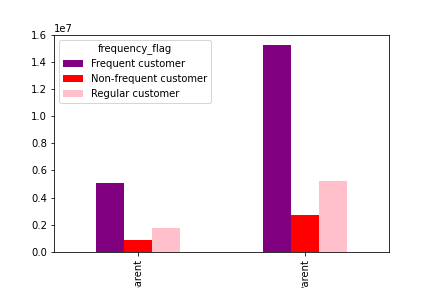 1e7
1.6
1.4
1.2
1.0
0.8
0.6
0.4
0.2
0.0
frequency_flag
Frequent customer
Non-frequent customer
Regular customer
arent
arent